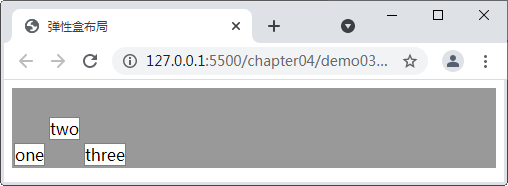 弹性盒布局
127.0.0.1:5500/chapter04/demo03...
two
one three